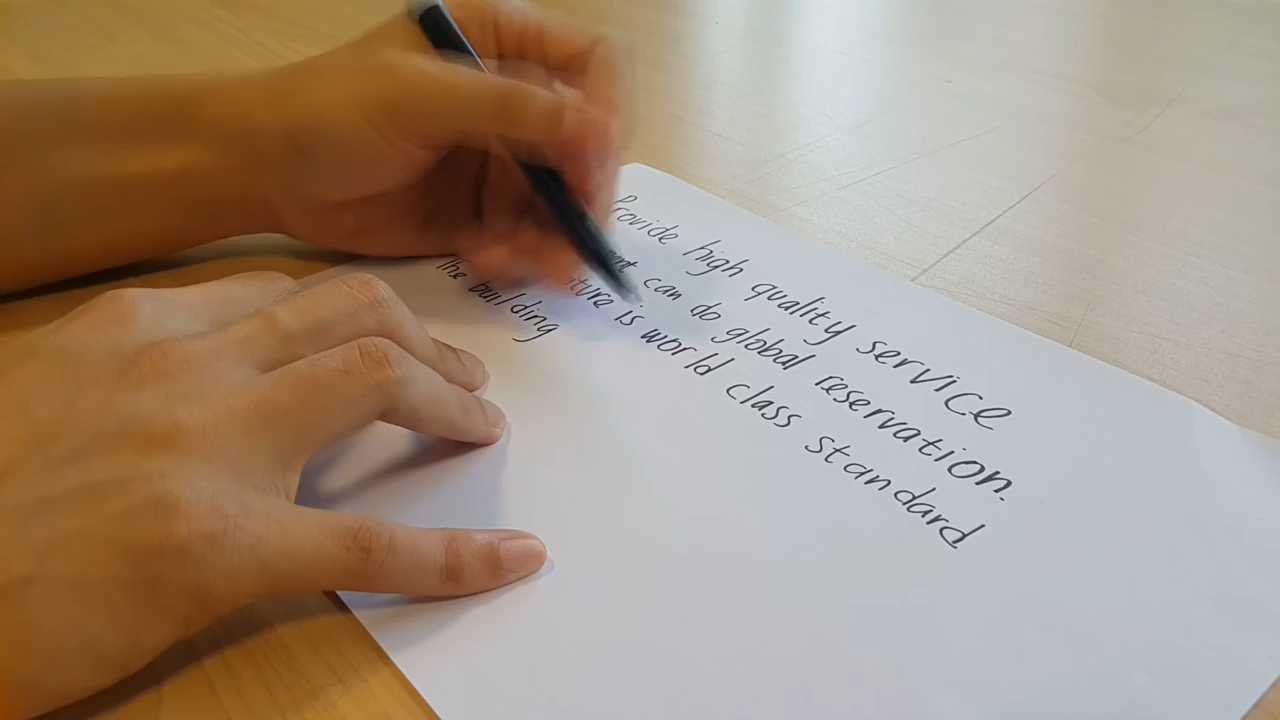 Provide high quality service
can do global reservation.
is world class standard
The building